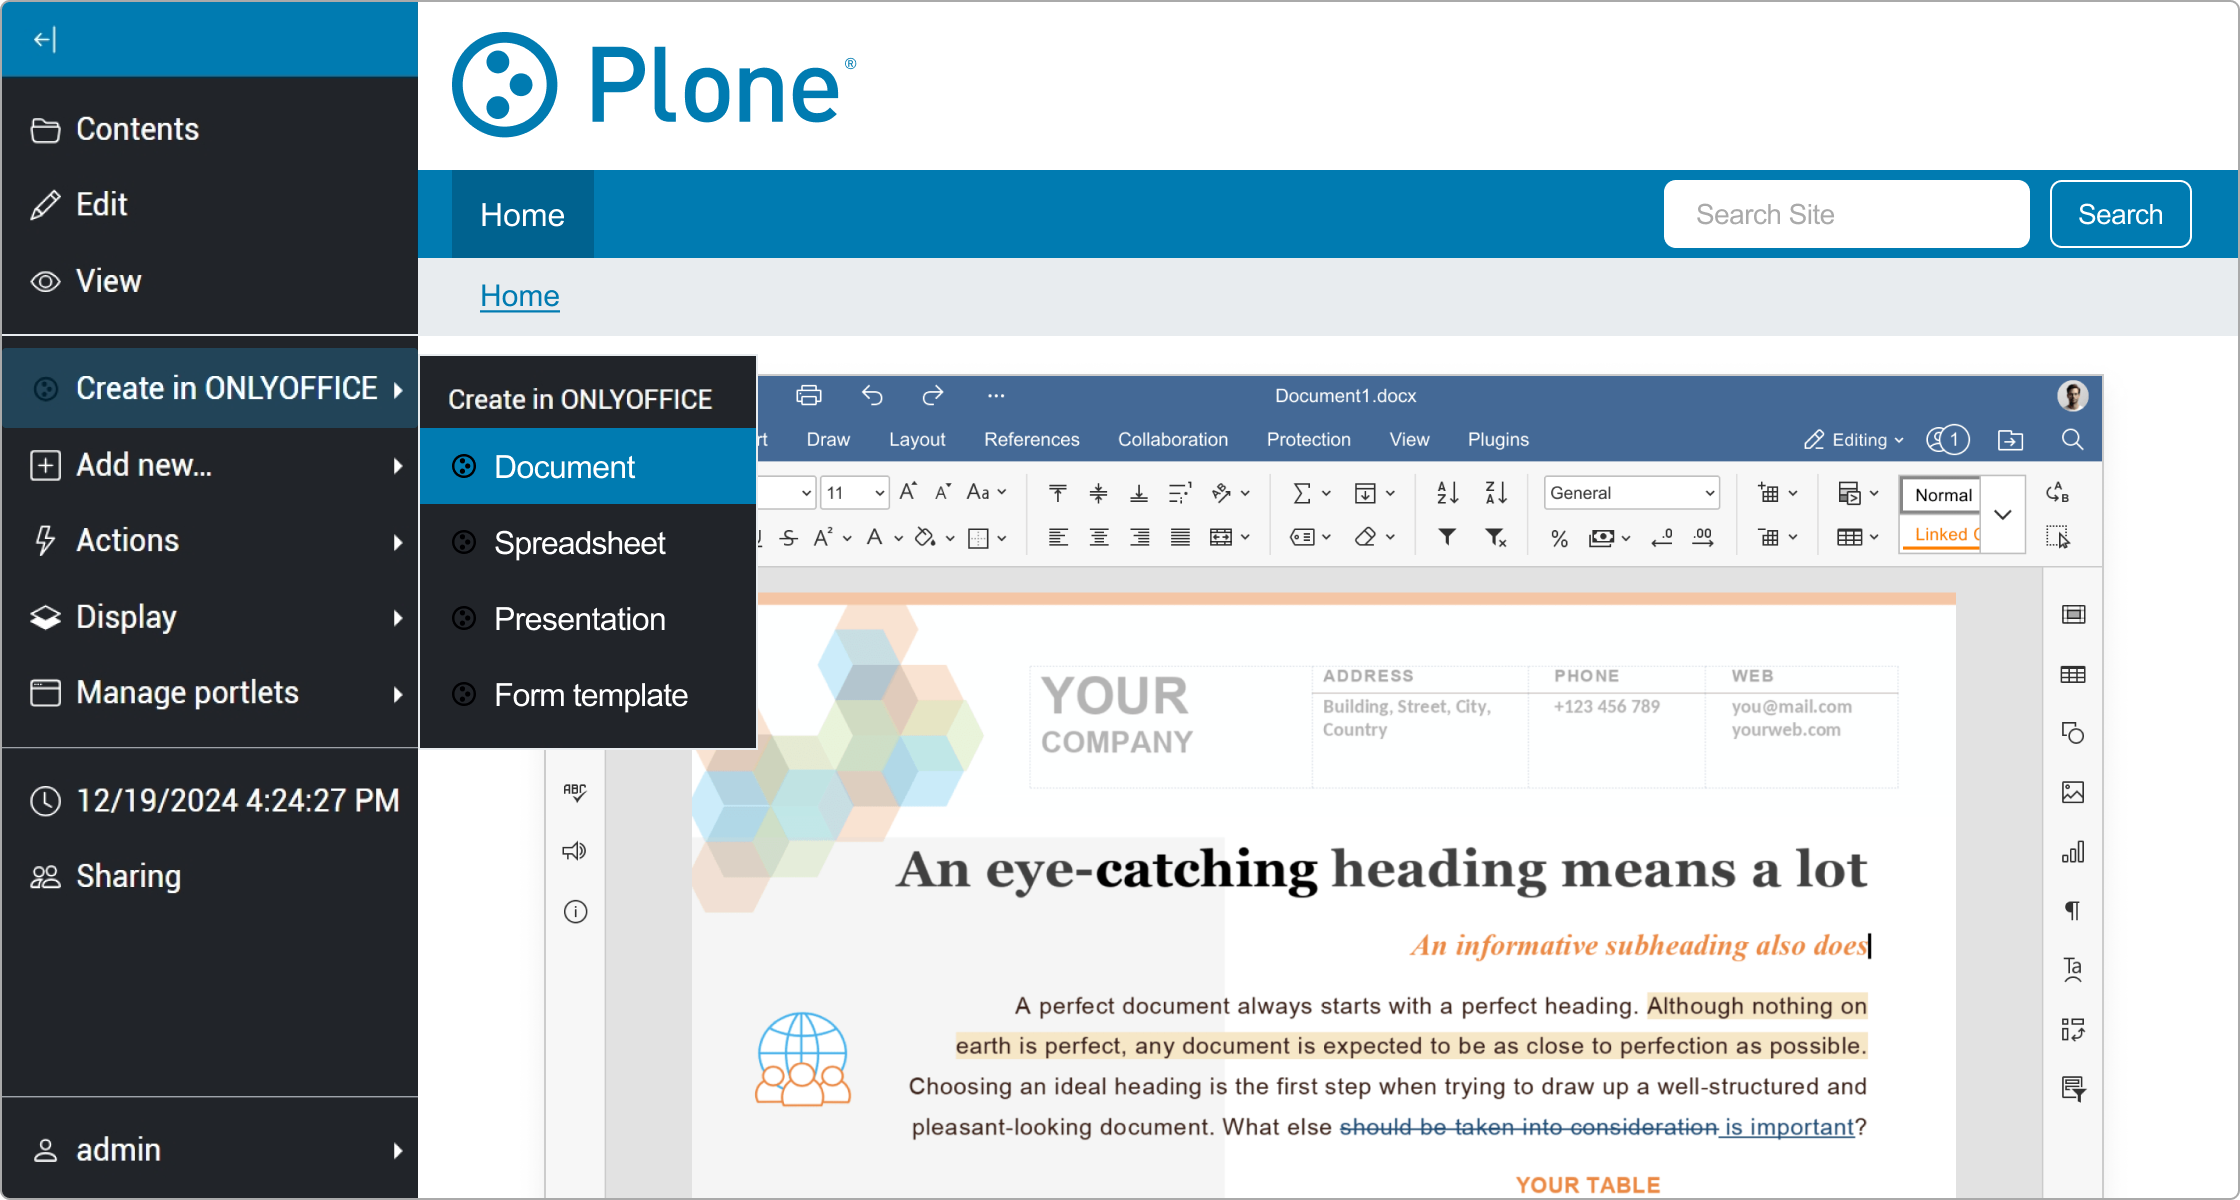 Contents
Edit
View
Create in ONLYOFFICE
Add new...
Actions
Display
Manage portlets
12/19/2024 4:24:27 PM
Sharing
admin
Plone®
Home
Search Site
Search
Home
Create in ONLYOFFICE
Document
Spreadsheet
Presentation
Form template
Document1.docx
Draw Layout References Collaboration Protection View Plugins
Editing 1
11 Aa General Normal
Linked
YOUR
COMPANY
ADDRESS PHONE WEB
Building, Street, City, +123 456 789 you@mail.com
Country yourweb.com
ABC
An eye-catching heading means a lot
An informative subheading also does
A perfect document always starts with a perfect heading. Although nothing on
earth is perfect, any document is expected to be as close to perfection as possible.
Choosing an ideal heading is the first step when trying to draw up a well-structured and
pleasant-looking document. What else should be taken into consideration is important?
YOUR TABLE